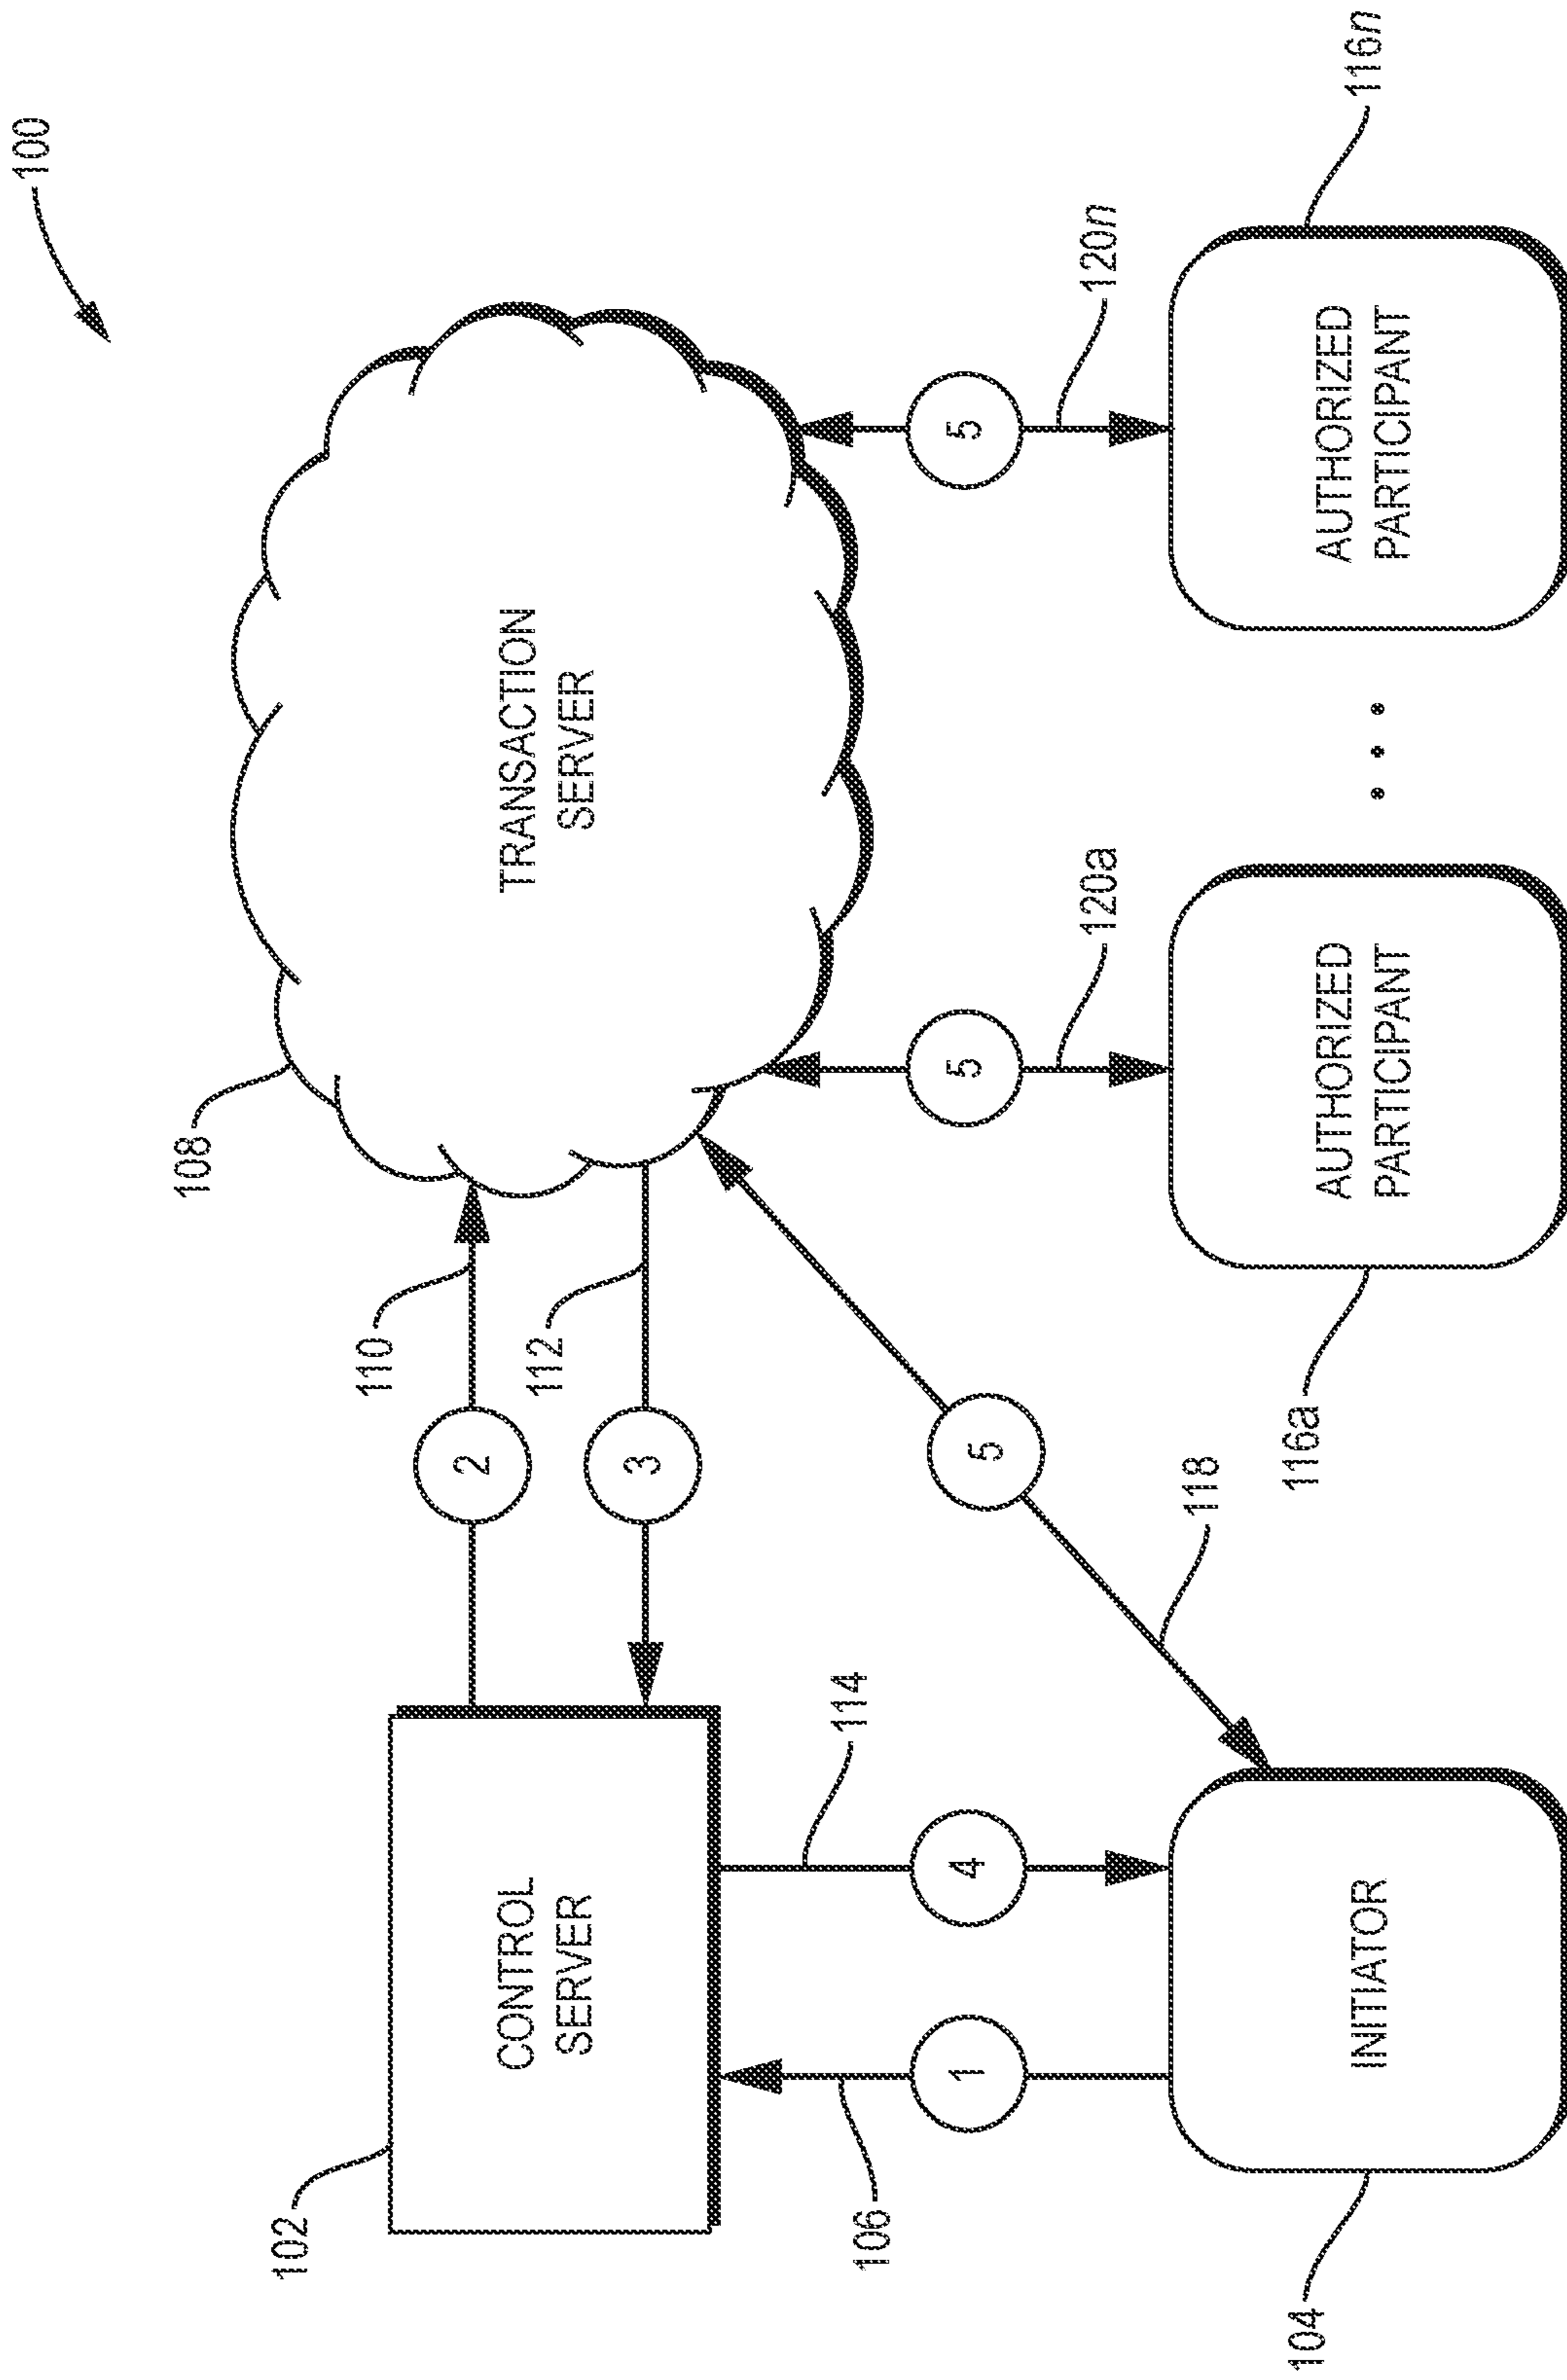 100
108
TRANSACTION
SERVER
102
CONTROL
SERVER
2
110
3
112
106
1
4
114
5
118
5
120a
5
120n
104
INITIATOR
116a
AUTHORIZED
PARTICIPANT
AUTHORIZED
PARTICIPANT
116n